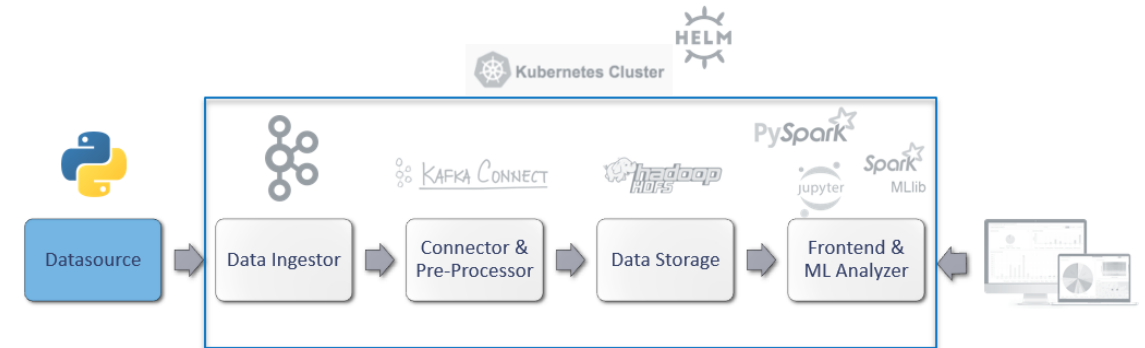 HELM
Kubernetes Cluster
PySpark
KAFKA CONNECT
hadoop
HDFS
jupyter
Spark
MLlib
Datasource
Data Ingestor
Connector &
Pre-Processor
Data Storage
Frontend &
ML Analyzer